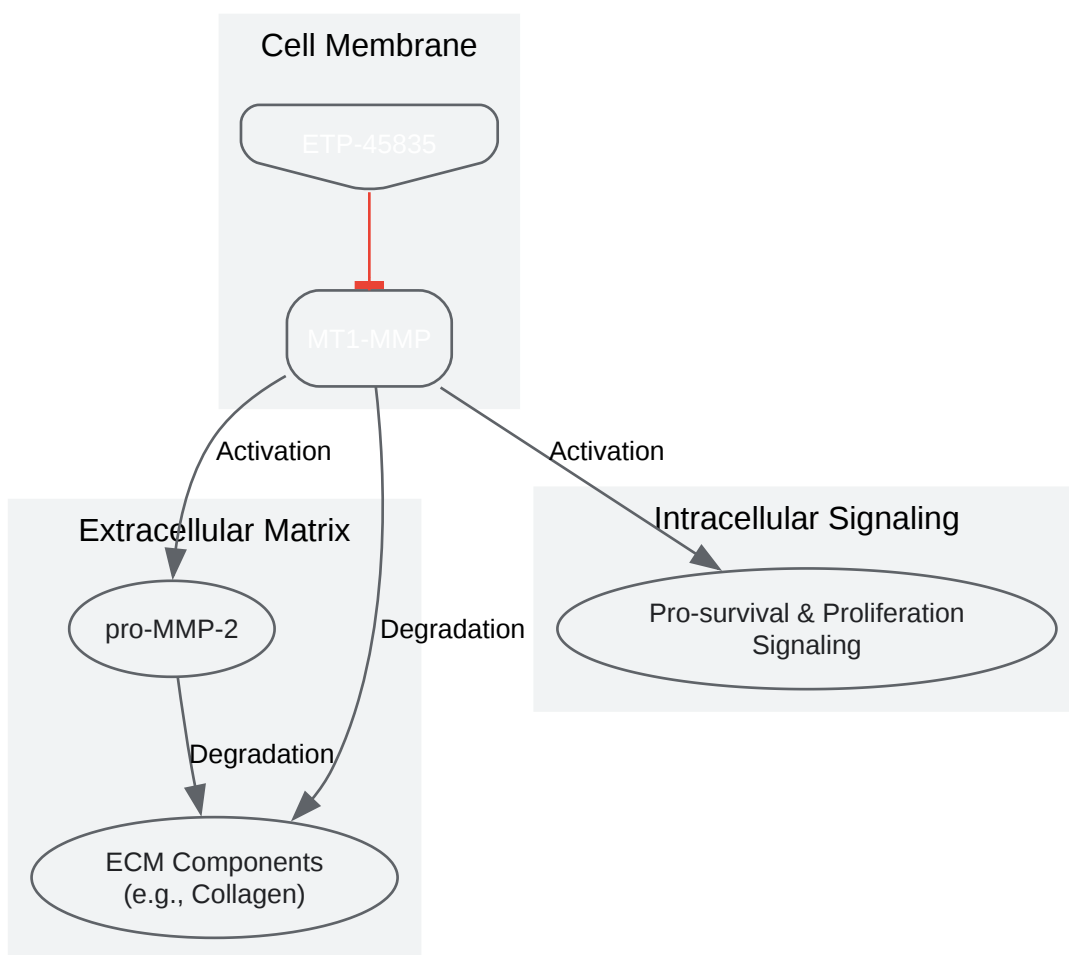 Cell Membrane
ETP-45835
MT1-MMP
Activation
Activation
Extracellular Matrix
Intracellular Signaling
pro-MMP-2
Degradation
Pro-survival & Proliferation
Signaling
Degradation
ECM Components
(e.g., Collagen)